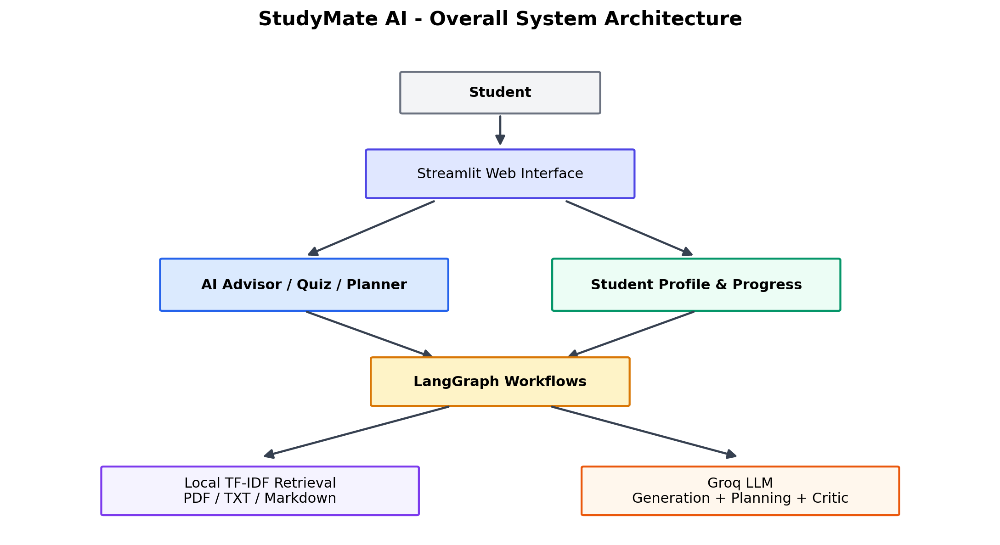 StudyMate AI - Overall System Architecture
Student
Streamlit Web Interface
AI Advisor / Quiz / Planner
Student Profile & Progress
LangGraph Workflows
Local TF-IDF Retrieval
PDF / TXT / Markdown
Groq LLM
Generation + Planning + Critic